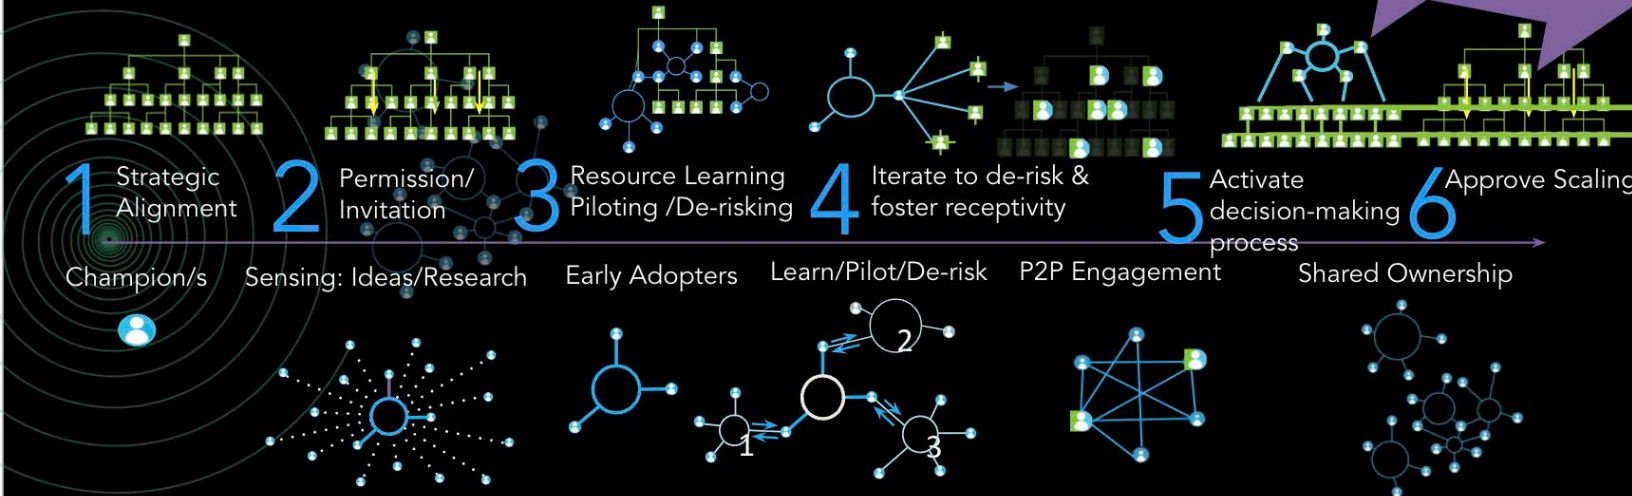 1 Strategic
Alignment
2 Permission/
Invitation
3 Resource Learning
Piloting /De-risking
4 Iterate to de-risk &
foster receptivity
5 Activate
decision-making
process
6 Approve Scaling
Champion/s
Sensing: Ideas/Research
Early Adopters
Learn/Pilot/De-risk
P2P Engagement
Shared Ownership
2
1
3